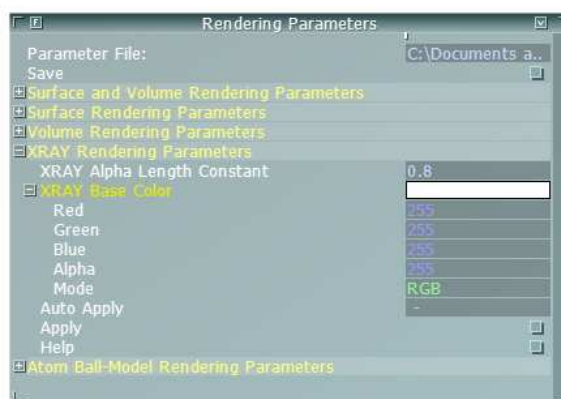 Rendering Parameters
Parameter File: C:\Documents a..
Save
Surface and Volume Rendering Parameters
Surface Rendering Parameters
Volume Rendering Parameters
XRAY Rendering Parameters
XRAY Alpha Length Constant 0.8
XRAY Base Color
Red 255
Green 255
Blue 255
Alpha 255
Mode RGB
Auto Apply -
Apply
Help
Atom Ball-Model Rendering Parameters